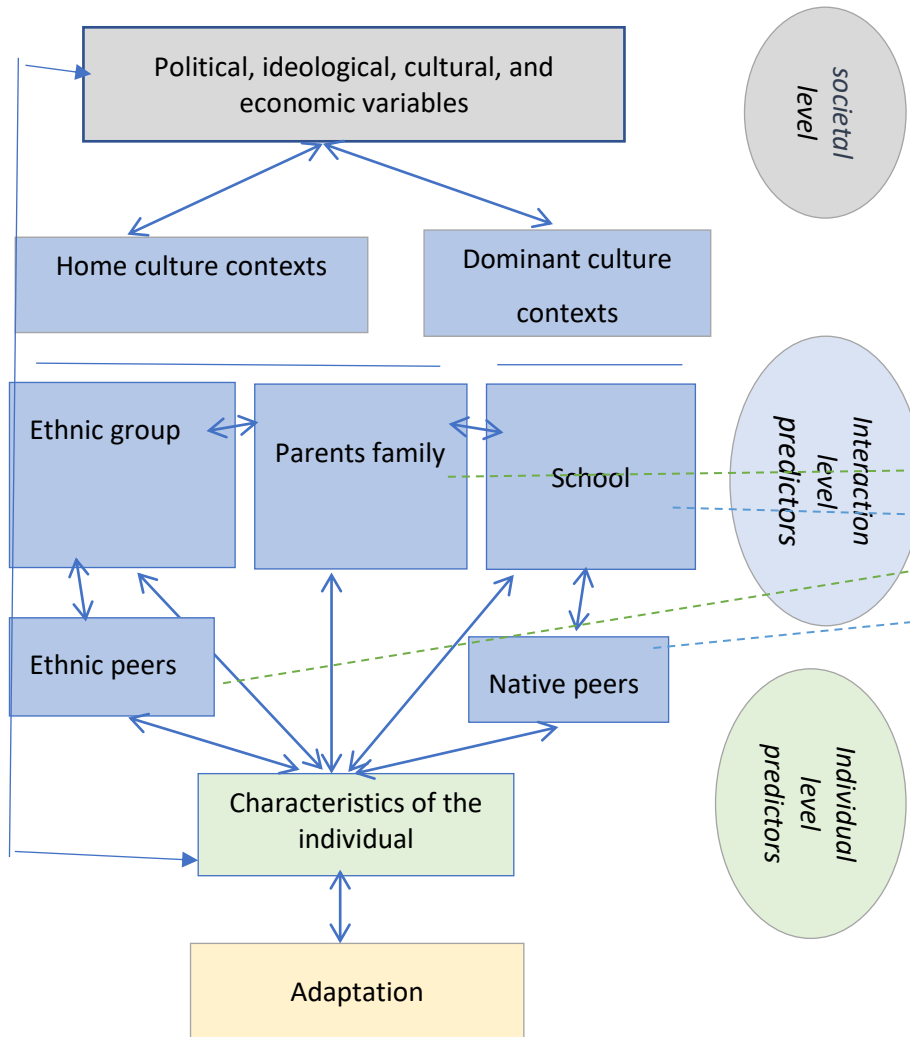 Political, ideological, cultural, and
economic variables
societal
level
Home culture contexts
Dominant culture
contexts
Ethnic group
Parents family
School
Interaction
level
predictors
Ethnic peers
Native peers
Characteristics of the
individual
Individual
level
predictors
Adaptation